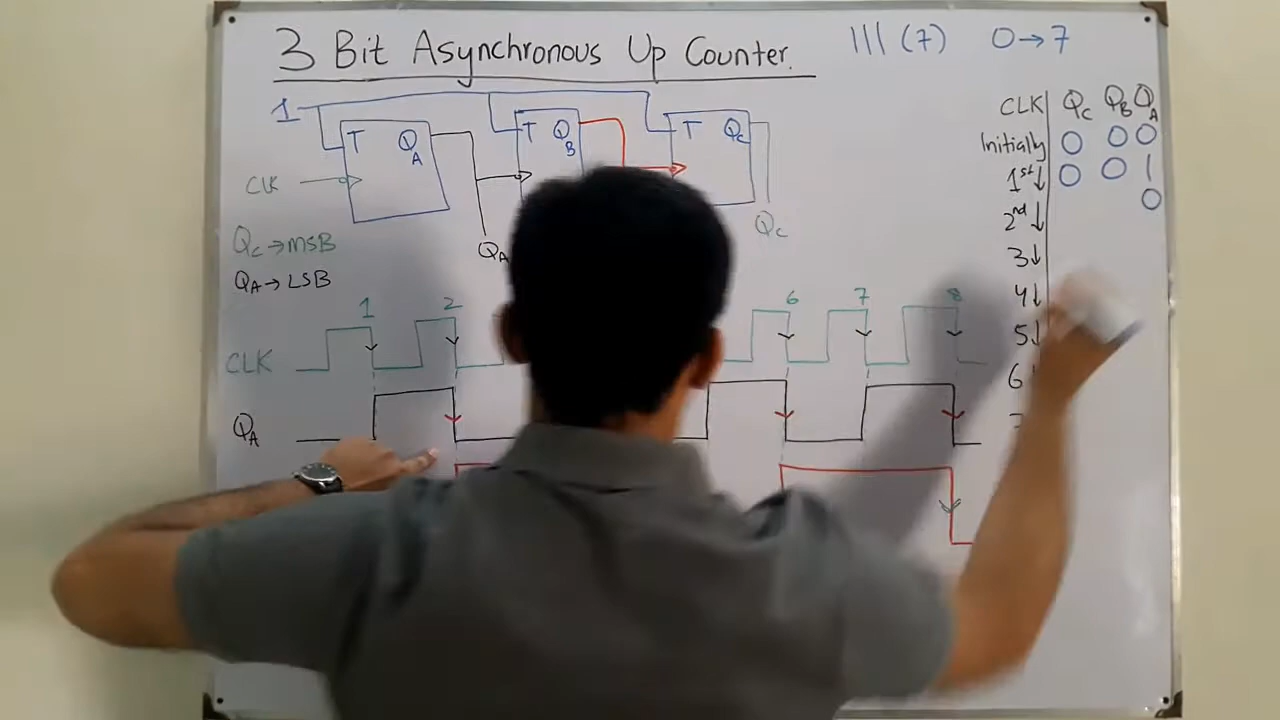 3 Bit Asynchronous Up Counter.
111 (7) 0→7
1
T QA
T QB
T QC
CLK
QC
QC→MSB
QA
QA→LSB
CLK QC QB QA
Initially 0 0 0
1st↓ 0 0 1
2nd↓ 0
3↓
4↓
5↓
6↓
1 2 6 7 8
CLK
QA